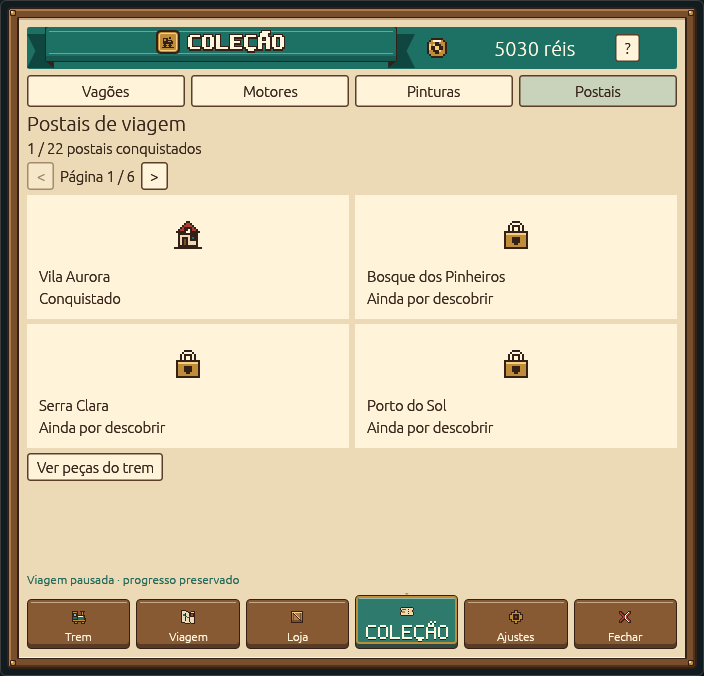 COLEÇÃO
5030 réis
?
Vagões
Motores
Pinturas
Postais
Postais de viagem
1 / 22 postais conquistados
< Página 1 / 6 >
Vila Aurora
Conquistado
Bosque dos Pinheiros
Ainda por descobrir
Serra Clara
Ainda por descobrir
Porto do Sol
Ainda por descobrir
Ver peças do trem
Viagem pausada · progresso preservado
Trem
Viagem
Loja
COLEÇÃO
Ajustes
Fechar